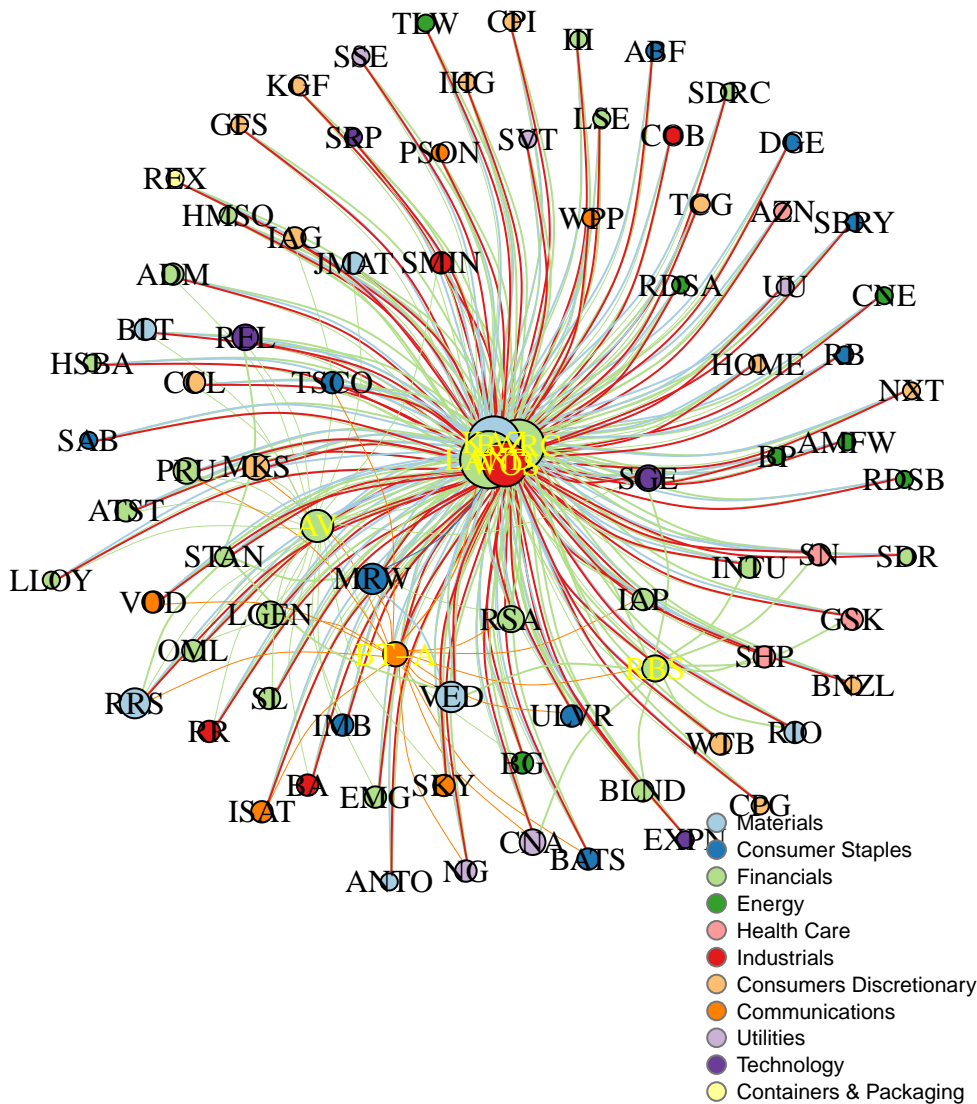 TLW
CPI
SSE
III
ABF
KGF
IHG
SDRC
GFS
SRP
PSON
SVT
LSE
COB
DGE
REX
HMSO
IAG
WPP
TCG
AZN
SBRY
ADM
JMAT
SMIN
RDSA
UU
CNE
BLT
REL
HSBA
CCL
TSCO
HOME
RB
NXT
SAB
PRU
MKS
SGE
BP
AMFW
RDSB
ATST
AV
STAN
INTU
SN
SDR
LLOY
VOD
LGEN
MRW
RSA
IAP
GSK
OML
BT_A
RBS
SHP
BNZL
RRS
SL
VED
ULVR
RR
IMB
WTB
RIO
BG
ISAT
BA
EMG
SKY
BLND
CPG
ANTO
NG
CNA
BATS
EXPN
Materials
Consumer Staples
Financials
Energy
Health Care
Industrials
Consumers Discretionary
Communications
Utilities
Technology
Containers & Packaging